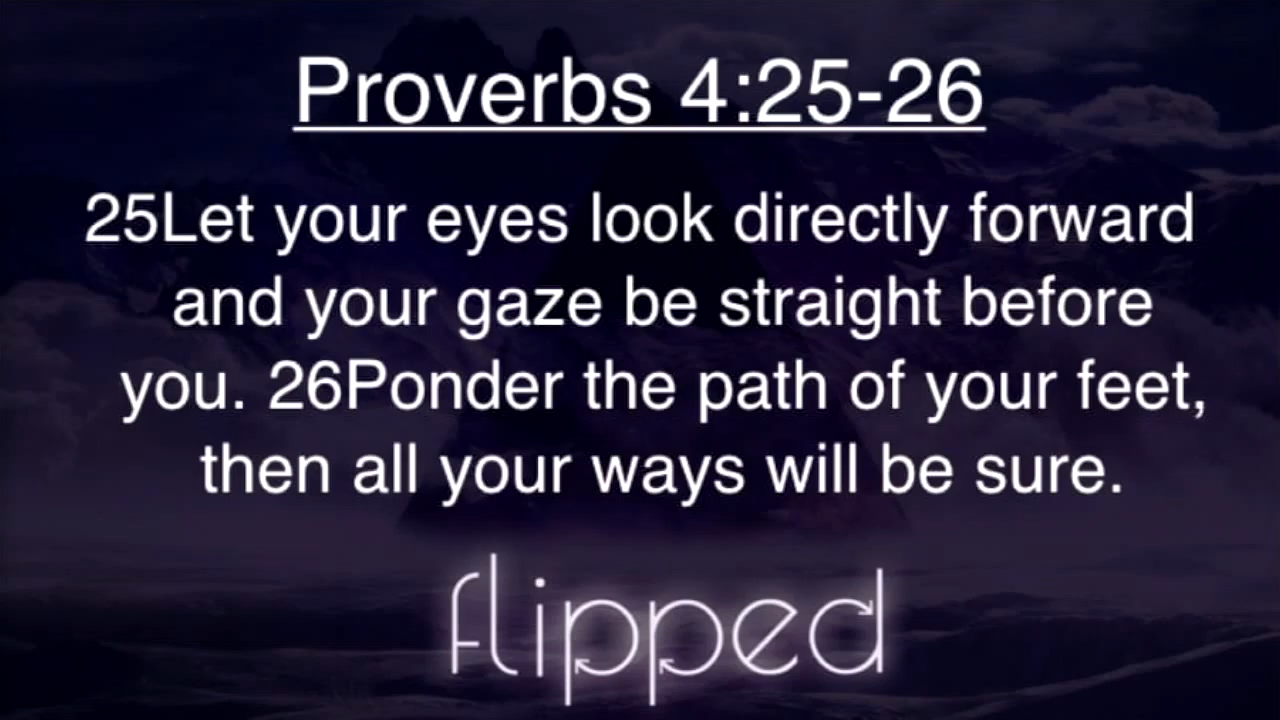 Proverbs 4:25-26
25Let your eyes look directly forward
and your gaze be straight before
you. 26Ponder the path of your feet,
then all your ways will be sure.
flipped